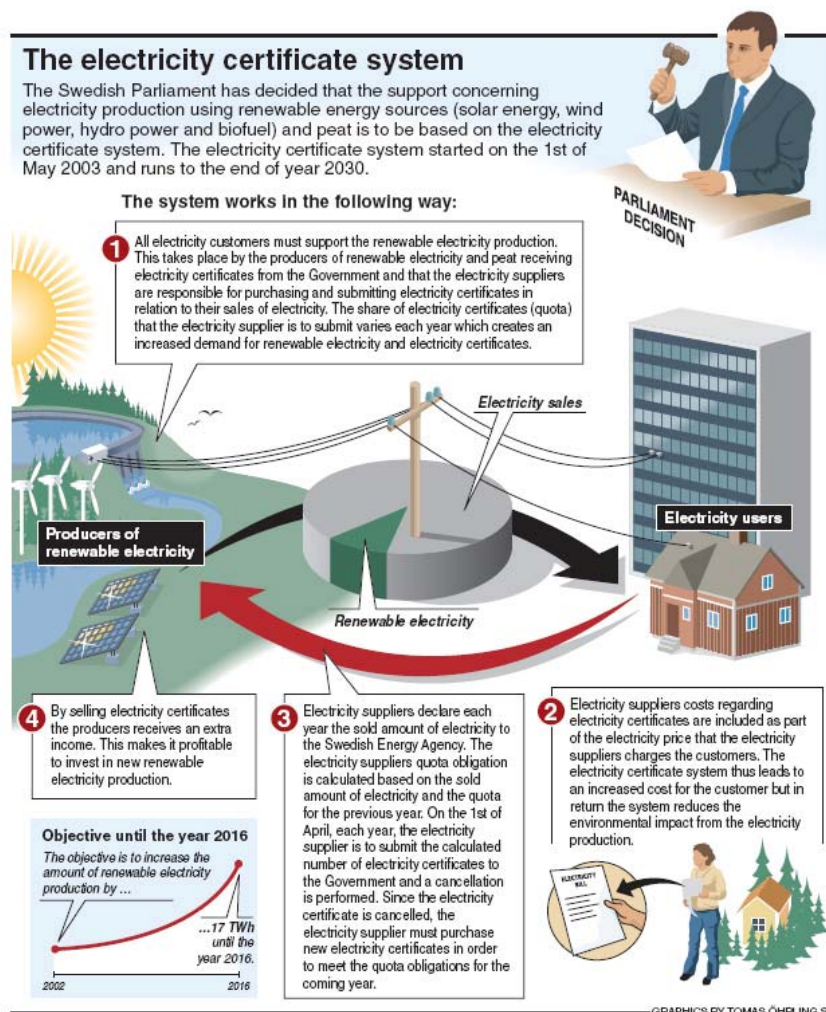 The electricity certificate system
The Swedish Parliament has decided that the support concerning
electricity production using renewable energy sources (solar energy, wind
power, hydro power and biofuel) and peat is to be based on the electricity
certificate system. The electricity certificate system started on the 1st of
May 2003 and runs to the end of year 2030.
PARLIAMENT
DECISION
The system works in the following way:
1
All electricity customers must support the renewable electricity production.
This takes place by the producers of renewable electricity and peat receiving
electricity certificates from the Government and that the electricity suppliers
are responsible for purchasing and submitting electricity certificates in
relation to their sales of electricity. The share of electricity certificates (quota)
that the electricity supplier is to submit varies each year which creates an
increased demand for renewable electricity and electricity certificates.
Electricity sales
Producers of
renewable electricity
Electricity users
Renewable electricity
4
By selling electricity certificates
the producers receives an extra
income. This makes it profitable
to invest in new renewable
electricity production.
3
Electricity suppliers declare each
year the sold amount of electricity to
the Swedish Energy Agency. The
electricity suppliers quota obligation
is calculated based on the sold
amount of electricity and the quota
for the previous year. On the 1st of
April, each year, the electricity
supplier is to submit the calculated
number of electricity certificates to
the Government and a cancellation
is performed. Since the electricity
certificate is cancelled, the
electricity supplier must purchase
new electricity certificates in order
to meet the quota obligations for the
coming year.
2
Electricity suppliers costs regarding
electricity certificates are included as part
of the electricity price that the electricity
suppliers charges the customers. The
electricity certificate system thus leads to
an increased cost for the customer but in
return the system reduces the
environmental impact from the electricity
production.
ELECTRICITY
BILL
Objective until the year 2016
The objective is to increase the
amount of renewable electricity
production by ...
...17 TWh
until the
year 2016.
2002
2016
GRAPHICS BY TOMAS ÖHRLING S